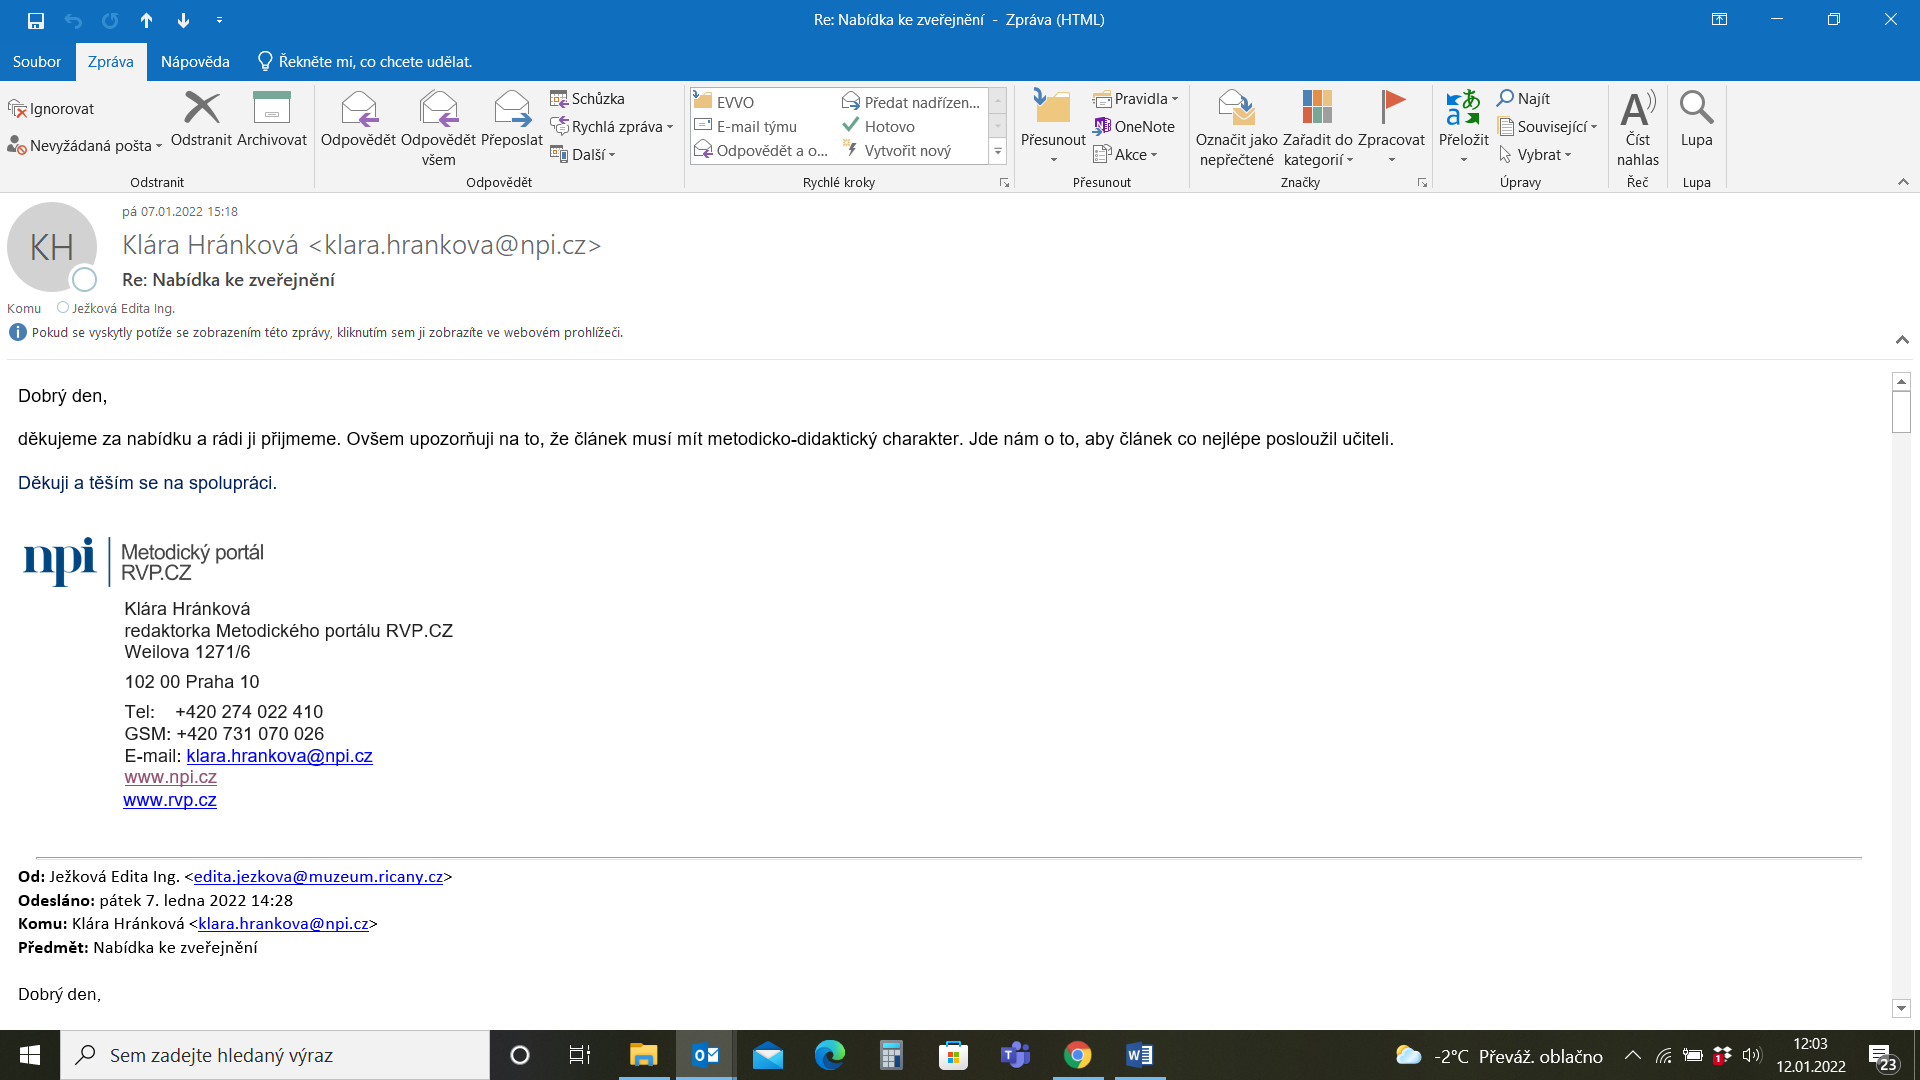 Re: Nabídka ke zveřejnění - Zpráva (HTML)
Soubor Zpráva Nápověda Řekněte mi, co chcete udělat.
Ignorovat
Nevyžádaná pošta
Odstranit
Archivovat
Odstranit
Odpovědět
Odpovědět všem
Přeposlat
Schůzka
Rychlá zpráva
Další
Odpovědět
EVVO
E-mail týmu
Odpovědět a o...
Předat nadřízen...
Hotovo
Vytvořit nový
Rychlé kroky
Přesunout
Pravidla
OneNote
Akce
Přesunout
Označit jako nepřečtené
Zařadit do kategorií
Zpracovat
Značky
Přeložit
Najít
Související
Vybrat
Úpravy
Číst nahlas
Řeč
Lupa
Lupa
KH
pá 07.01.2022 15:18
Klára Hránková <klara.hrankova@npi.cz>
Re: Nabídka ke zveřejnění
Komu Ježková Edita Ing.
Pokud se vyskytly potíže se zobrazením této zprávy, kliknutím sem ji zobrazíte ve webovém prohlížeči.
Dobrý den,
děkujeme za nabídku a rádi ji přijmeme. Ovšem upozorňuji na to, že článek musí mít metodicko-didaktický charakter. Jde nám o to, aby článek co nejlépe posloužil učiteli.
Děkuji a těším se na spolupráci.
npi Metodický portál
RVP.CZ
Klára Hránková
redaktorka Metodického portálu RVP.CZ
Weilova 1271/6
102 00 Praha 10
Tel: +420 274 022 410
GSM: +420 731 070 026
E-mail: klara.hrankova@npi.cz
www.npi.cz
www.rvp.cz
Od: Ježková Edita Ing. <edita.jezkova@muzeum.ricany.cz>
Odesláno: pátek 7. ledna 2022 14:28
Komu: Klára Hránková <klara.hrankova@npi.cz>
Předmět: Nabídka ke zveřejnění
Dobrý den,
Sem zadejte hledaný výraz
-2°C Převáž. oblačno
12:03
12.01.2022
23